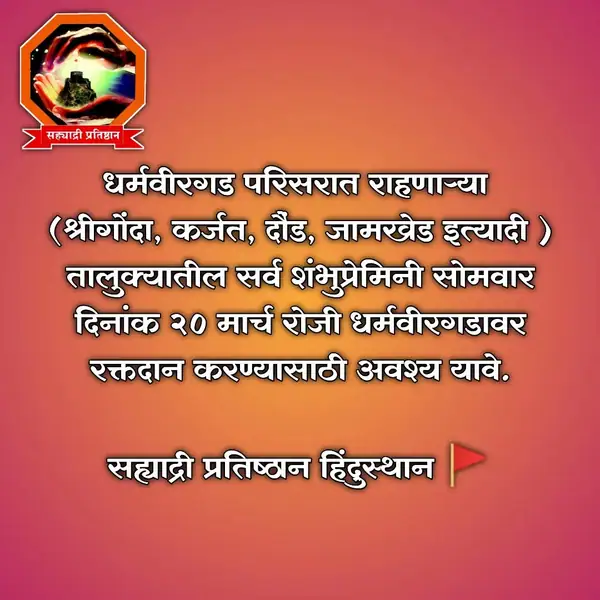 सह्याद्री प्रतिष्ठान
धर्मवीरगड परिसरात राहणाऱ्या
(श्रीगोंदा, कर्जत, दौंड, जामखेड इत्यादी )
तालुक्यातील सर्व शंभुप्रेमिनी सोमवार
दिनांक २० मार्च रोजी धर्मवीरगडावर
रक्तदान करण्यासाठी अवश्य यावे.
सह्याद्री प्रतिष्ठान हिंदुस्थान